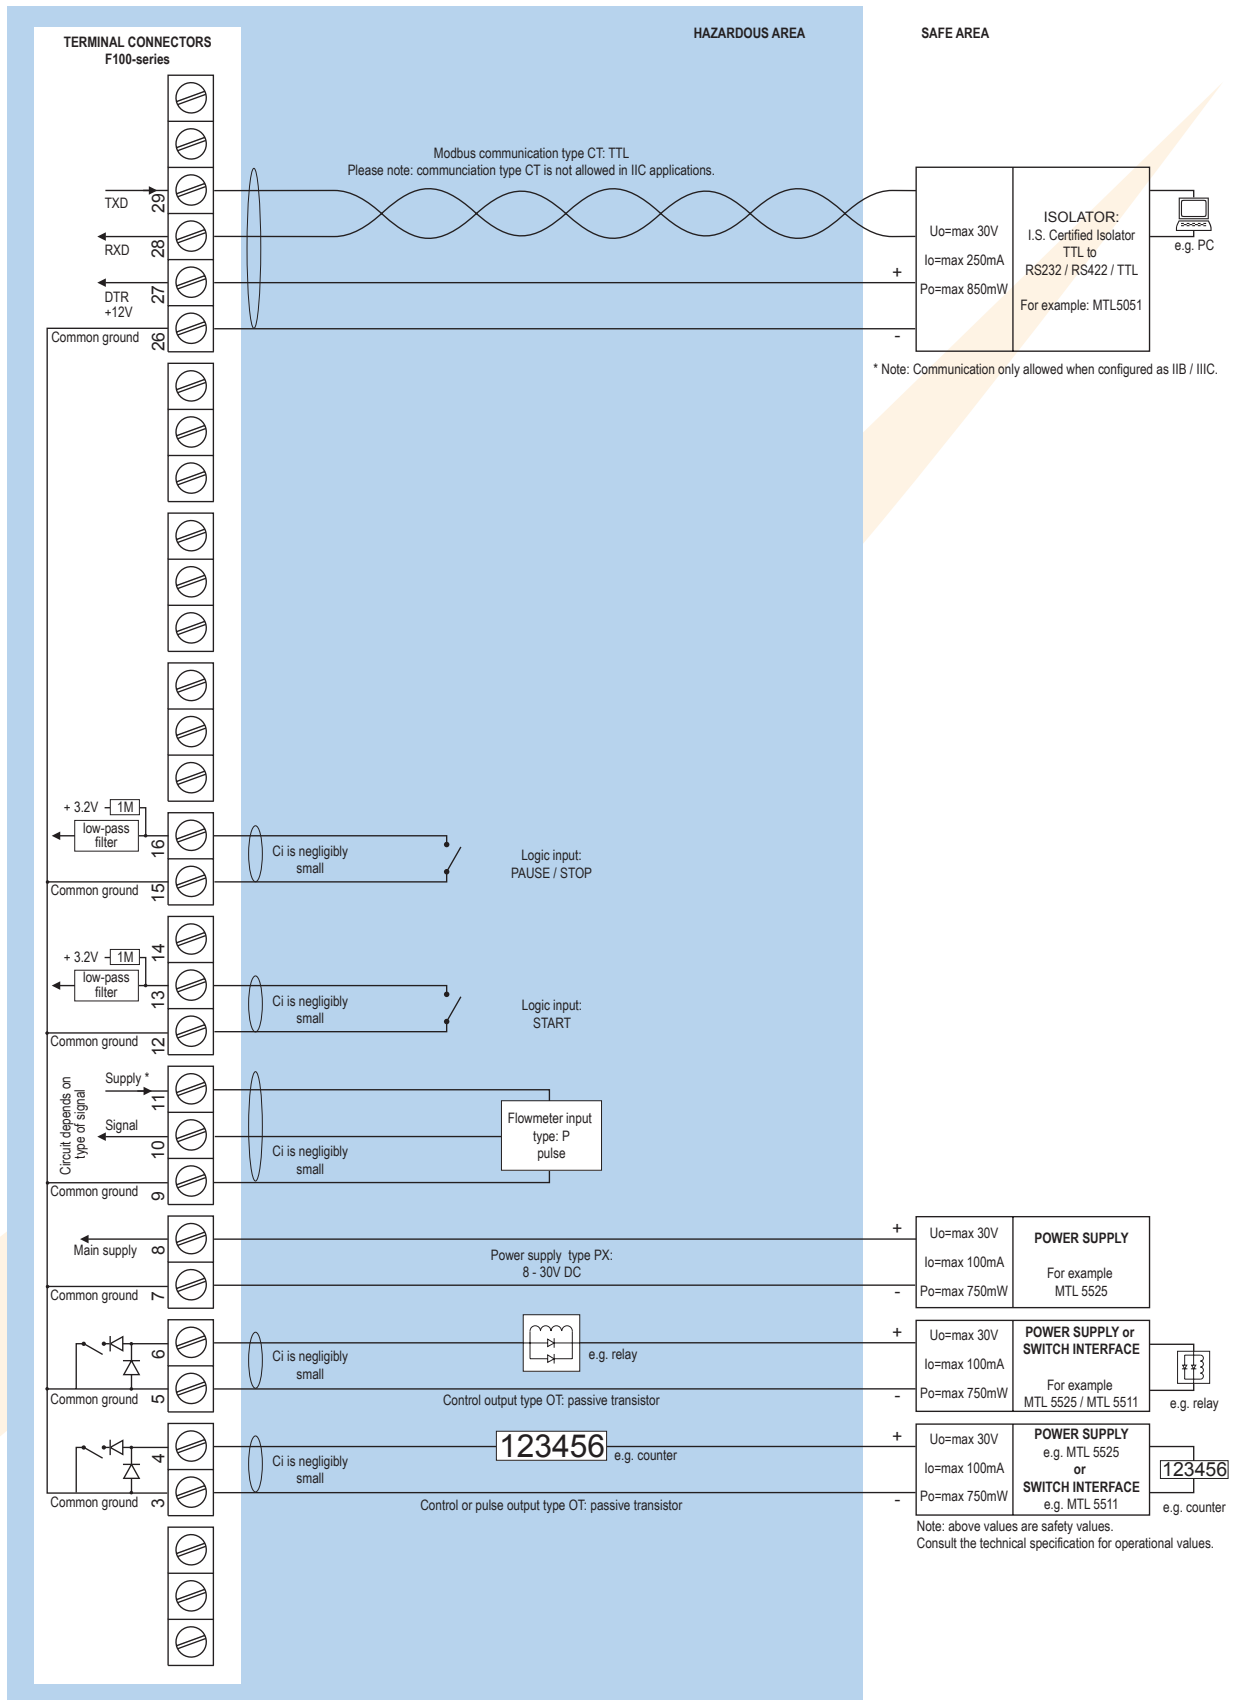 HAZARDOUS AREA
SAFE AREA
TERMINAL CONNECTORS
F100-series
Modbus communication type CT: TTL
Please note: communciation type CT is not allowed in IIC applications.
TXD
29
RXD
28
DTR
+12V
27
Common ground
26
+
-
Uo=max 30V
Io=max 250mA
Po=max 850mW
ISOLATOR:
I.S. Certified Isolator
TTL to
RS232 / RS422 / TTL
For example: MTL5051
e.g. PC
* Note: Communication only allowed when configured as IIB / IIIC.
+ 3.2V
1M
low-pass
filter
16
Common ground
15
Ci is negligibly
small
Logic input:
PAUSE / STOP
14
+ 3.2V
1M
low-pass
filter
13
Common ground
12
Ci is negligibly
small
Logic input:
START
Circuit depends on
type of signal
Supply *
11
Signal
10
Common ground
9
Ci is negligibly
small
Flowmeter input
type: P
pulse
Main supply
8
Common ground
7
Power supply type PX:
8 - 30V DC
+
-
Uo=max 30V
Io=max 100mA
Po=max 750mW
POWER SUPPLY
For example
MTL 5525
6
Common ground
5
Ci is negligibly
small
e.g. relay
Control output type OT: passive transistor
+
-
Uo=max 30V
Io=max 100mA
Po=max 750mW
POWER SUPPLY or
SWITCH INTERFACE
For example
MTL 5525 / MTL 5511
e.g. relay
4
Common ground
3
Ci is negligibly
small
123456
e.g. counter
Control or pulse output type OT: passive transistor
+
-
Uo=max 30V
Io=max 100mA
Po=max 750mW
POWER SUPPLY
e.g. MTL 5525
or
SWITCH INTERFACE
e.g. MTL 5511
123456
e.g. counter
Note: above values are safety values.
Consult the technical specification for operational values.